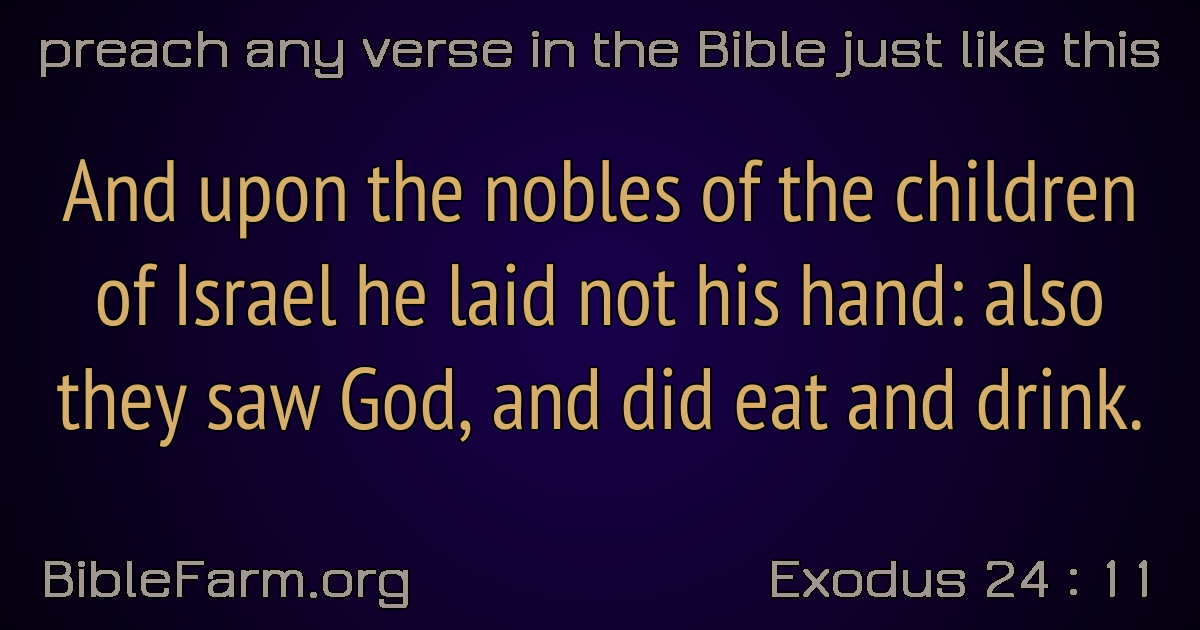 preach any verse in the Bible just like this
And upon the nobles of the children
of Israel he laid not his hand: also
they saw God, and did eat and drink.
BibleFarm.org
Exodus 24 : 11